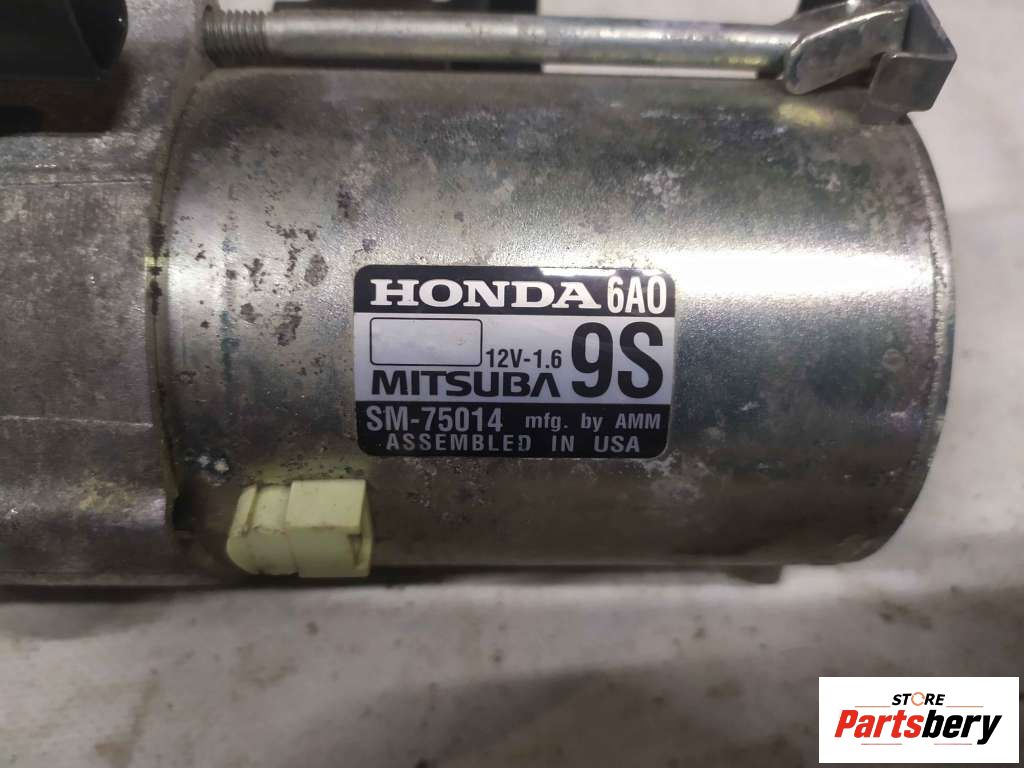 HONDA 6A0
12V-1.6 9S
MITSUBA
SM-75014 mfg. by AMM
ASSEMBLED IN USA
STORE
Partsbery